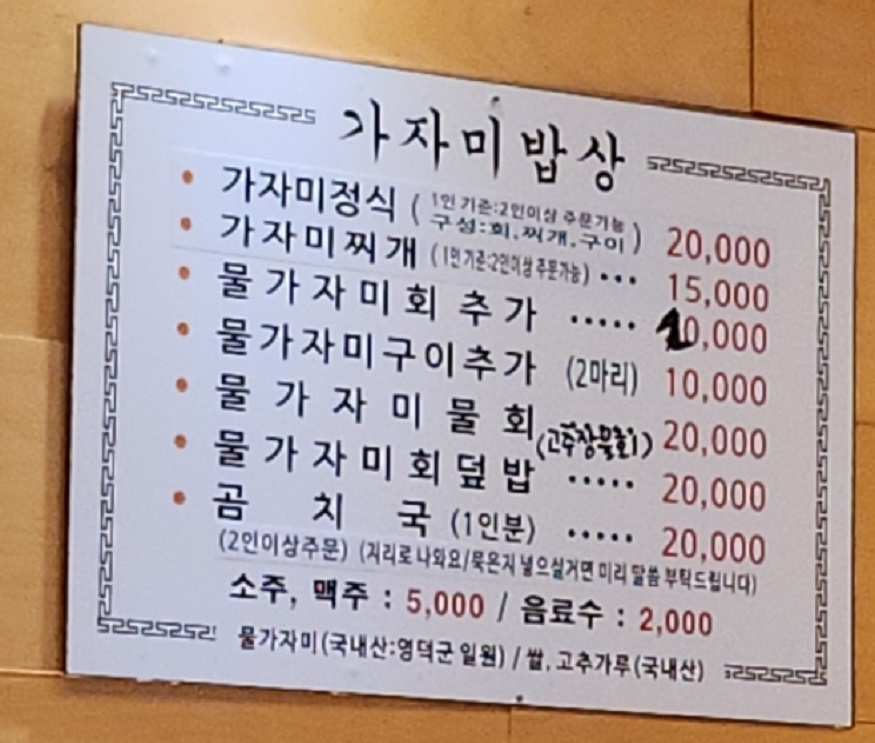 가자미밥상
가자미정식 (1인 기준:2인이상 주문가능 구성:회,찌개,구이) 20,000
가자미찌개 (1인기준:2인이상 주문가능) ... 15,000
물가자미회 추가 ..... 10,000
물가자미구이추가 (2마리) 10,000
물가자미물회 (고추장물회) 20,000
물가자미회덮밥 ..... 20,000
곰치국 (1인분) ..... 20,000
(2인이상주문) (지리로 나와요/묵은지 넣으실거면 미리 말씀 부탁드립니다)
소주, 맥주 : 5,000 / 음료수 : 2,000
물가자미(국내산:영덕군 일원) / 쌀, 고추가루(국내산)